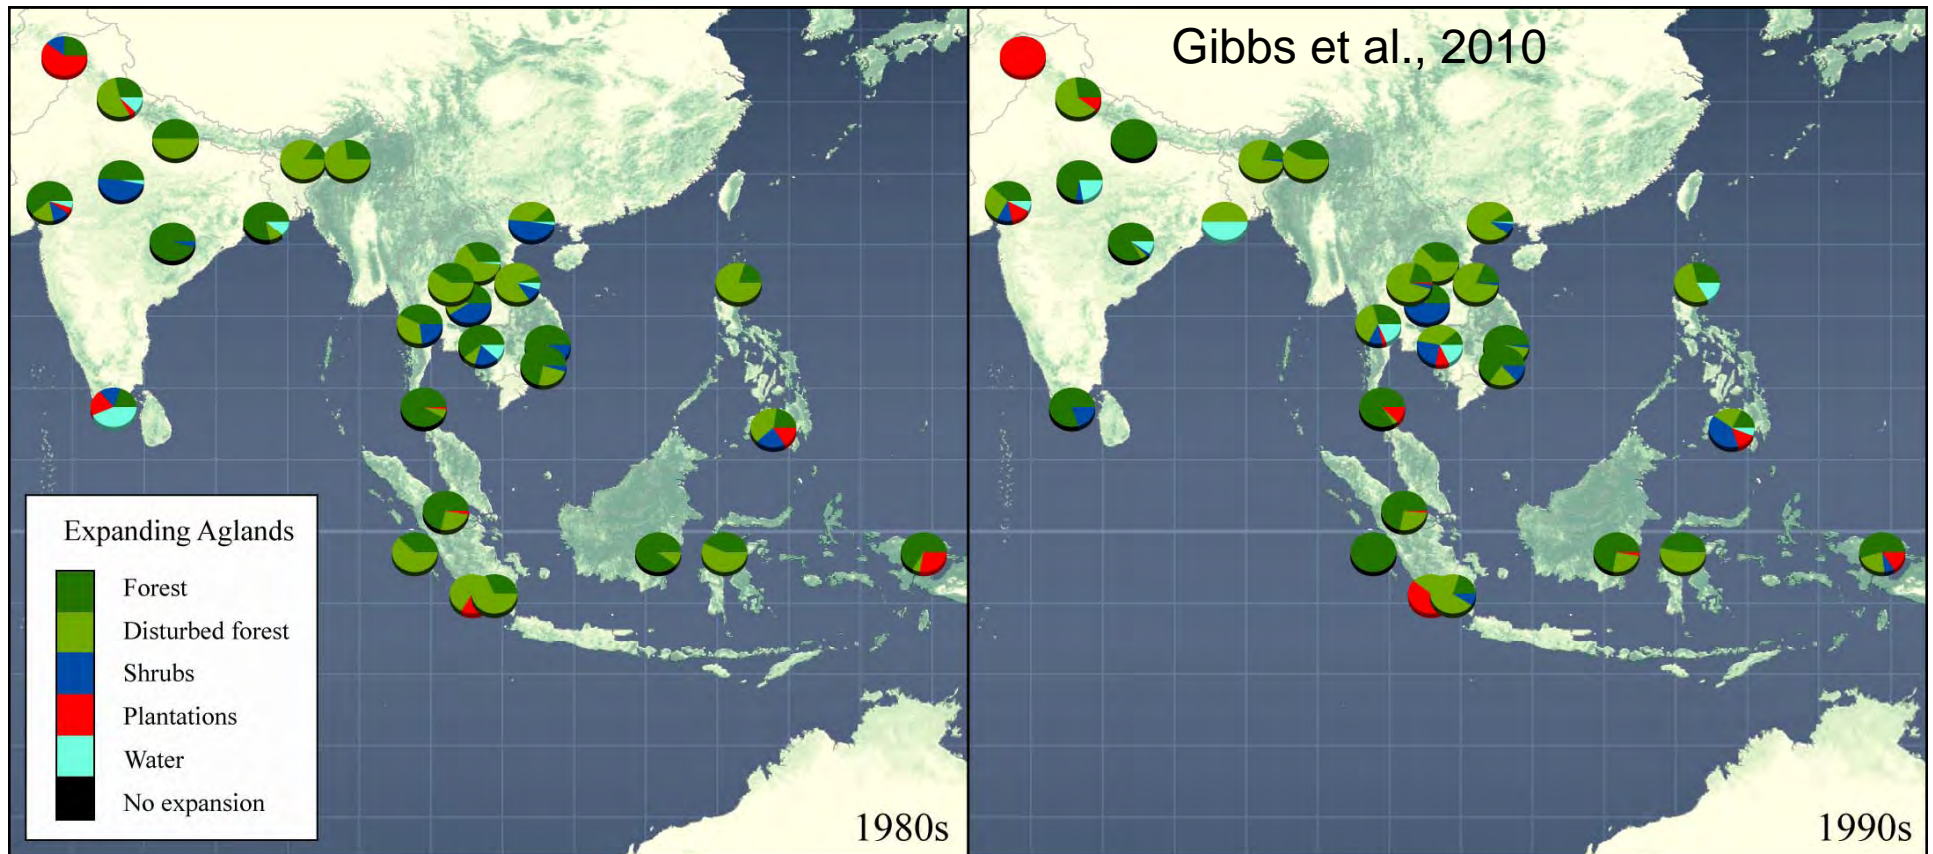 Gibbs et al., 2010
Expanding Aglands
Forest
Disturbed forest
Shrubs
Plantations
Water
No expansion
1980s
1990s